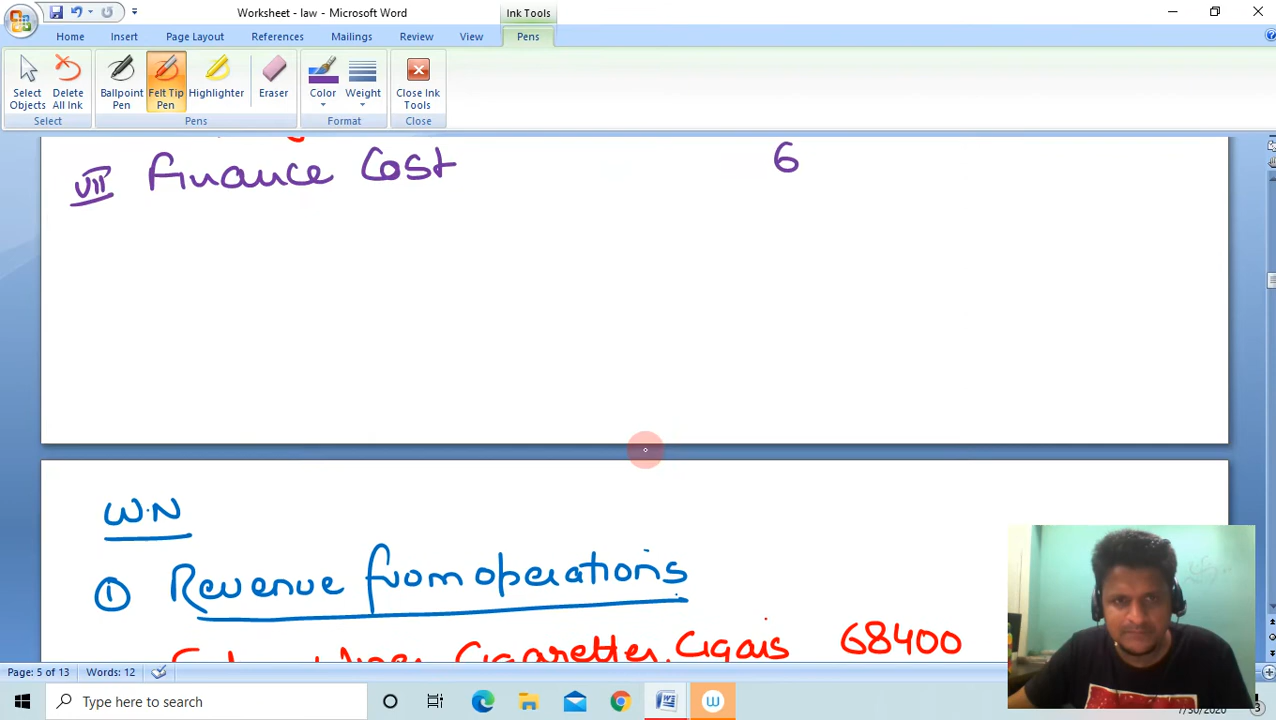 Worksheet - law - Microsoft Word
Ink Tools
Home Insert Page Layout References Mailings Review View Pens
Select Objects
Delete All Ink
Ballpoint Pen
Felt Tip Pen
Highlighter
Eraser
Color
Weight
Close Ink Tools
Select Pens Format Close
VII Finance Cost 6
W.N
① Revenue from operations
Cigarettes, Cigars 68400
Page: 5 of 13 Words: 12
Type here to search
7/30/2020